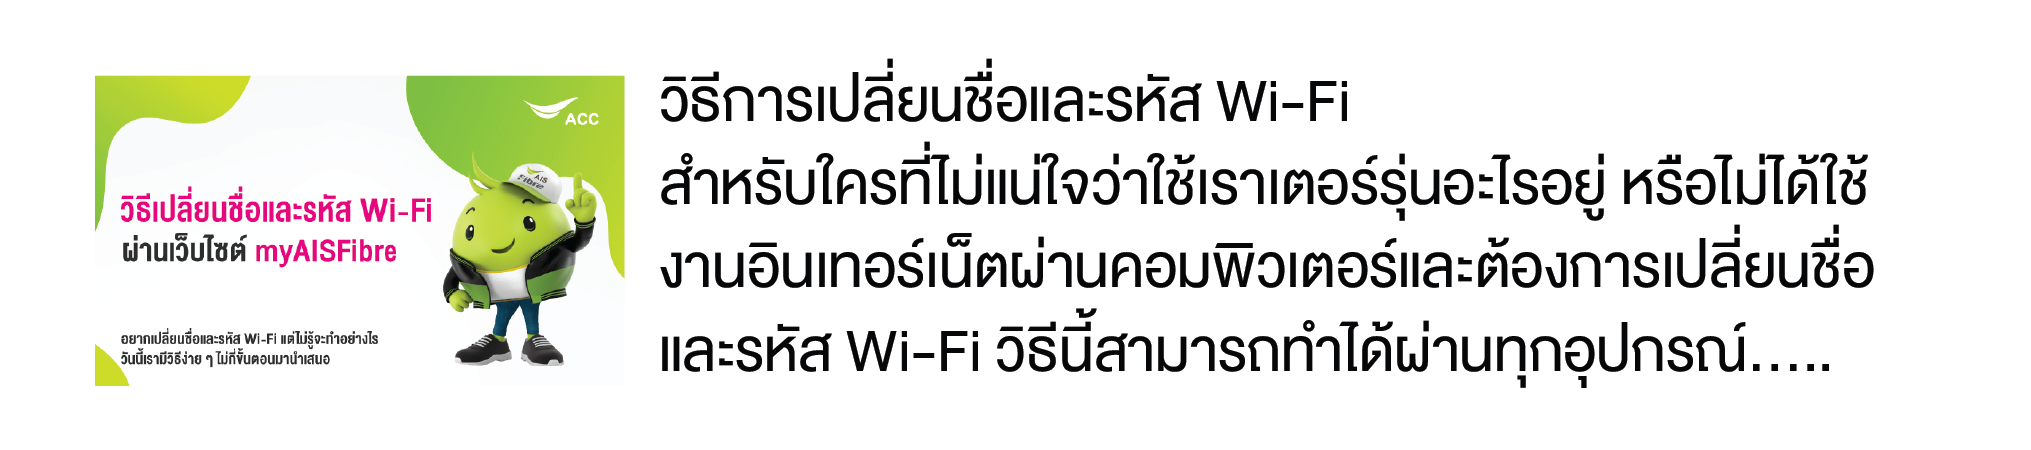 ACC
AIS
Fibre
วิธีเปลี่ยนชื่อและรหัส Wi-Fi
ผ่านเว็บไซต์ myAISFibre
อยากเปลี่ยนชื่อและรหัส Wi-Fi แต่ไม่รู้จะทำอย่างไร
วันนี้เรามีวิธีง่าย ๆ ไม่กี่ขั้นตอนมานำเสนอ
วิธีการเปลี่ยนชื่อและรหัส Wi-Fi
สำหรับใครที่ไม่แน่ใจว่าใช้เราเตอร์รุ่นอะไรอยู่ หรือไม่ได้ใช้
งานอินเทอร์เน็ตผ่านคอมพิวเตอร์และต้องการเปลี่ยนชื่อ
และรหัส Wi-Fi วิธีนี้สามารถทำได้ผ่านทุกอุปกรณ์.....